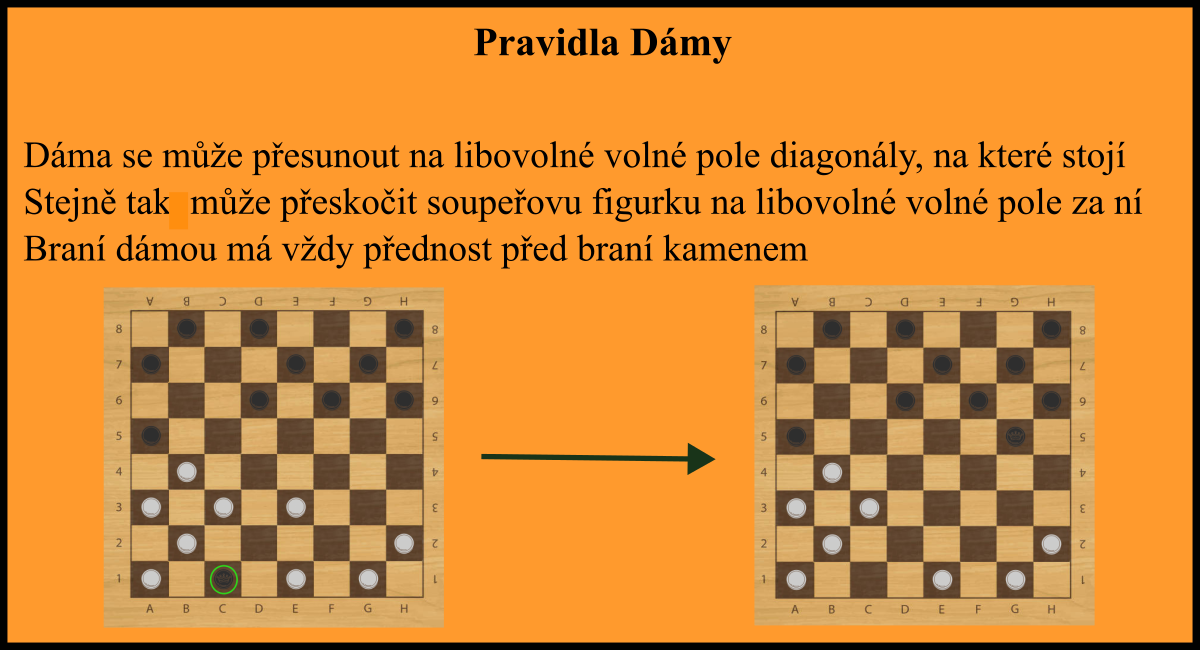 Pravidla Dámy
Dáma se může přesunout na libovolné volné pole diagonály, na které stojí
Stejně tak může přeskočit soupeřovu figurku na libovolné volné pole za ní
Braní dámou má vždy přednost před braní kamenem
A B C D E F G H
8 8
7 7
6 6
5 5
4 4
3 3
2 2
1 1
A B C D E F G H
A B C D E F G H
8 8
7 7
6 6
5 5
4 4
3 3
2 2
1 1
A B C D E F G H